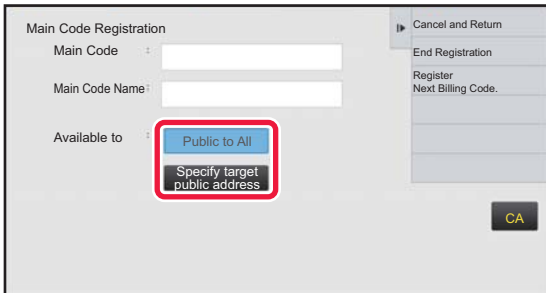 Main Code Registration
Main Code :
Main Code Name :
Available to :
Public to All
Specify target
public address
Cancel and Return
End Registration
Register
Next Billing Code.
CA